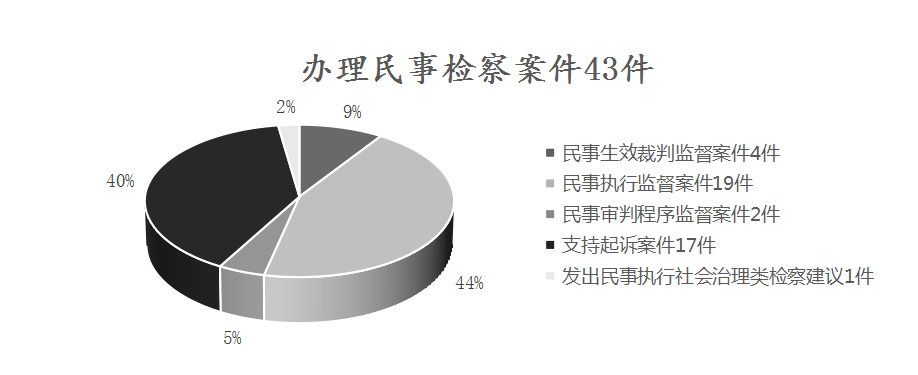 办理民事检察案件43件
2%
9%
40%
44%
5%
民事生效裁判监督案件4件
民事执行监督案件19件
民事审判程序监督案件2件
支持起诉案件17件
发出民事执行社会治理类检察建议1件